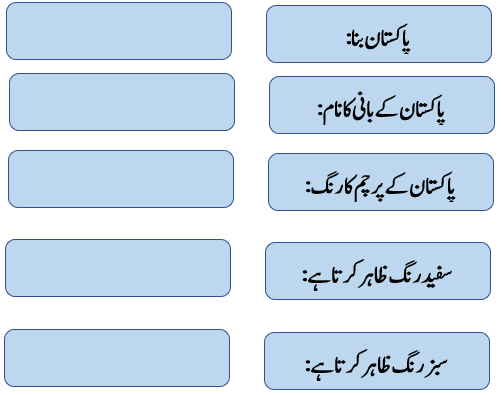 پاکستان بنا:
پاکستان کے بانی کا نام:
پاکستان کے پرچم کا رنگ:
سفید رنگ ظاہر کرتا ہے:
سبز رنگ ظاہر کرتا ہے: